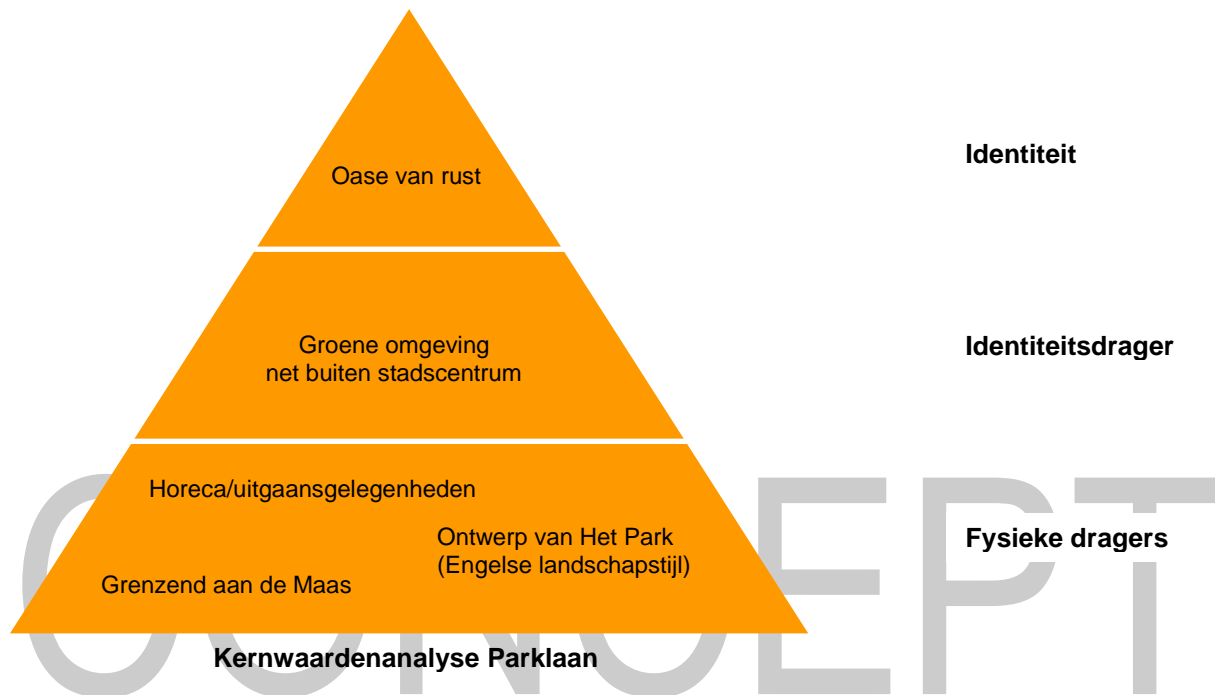 Oase van rust
Identiteit
Groene omgeving
net buiten stadscentrum
Identiteitsdrager
Horeca/uitgaansgelegenheden
Ontwerp van Het Park
(Engelse landschapstijl)
Fysieke dragers
Grenzend aan de Maas
Kernwaardenanalyse Parklaan
CONCEPT